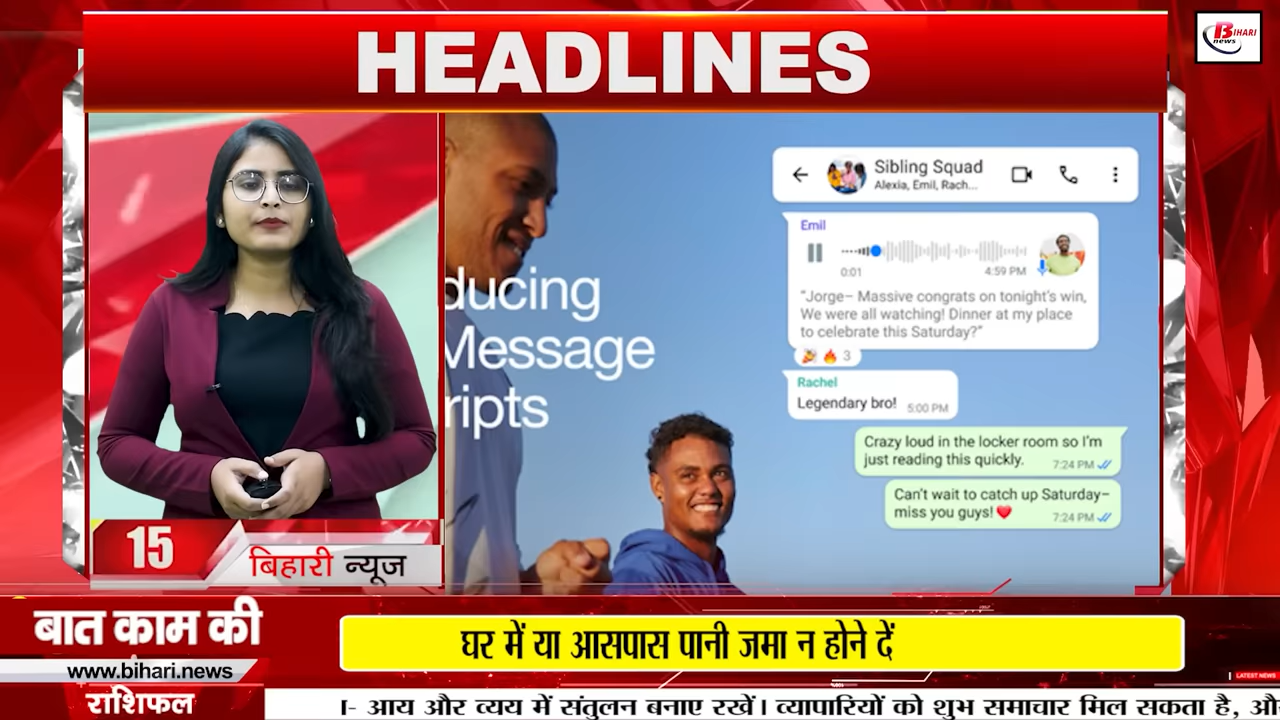 HEADLINES
BIHARI
news
ducing
Message
ripts
Sibling Squad
Alexia, Emil, Rach...
Emil
0:01
4:59 PM
“Jorge– Massive congrats on tonight’s win,
We were all watching! Dinner at my place
to celebrate this Saturday?”
3
Rachel
Legendary bro! 5:00 PM
Crazy loud in the locker room so I’m
just reading this quickly. 7:24 PM
Can’t wait to catch up Saturday–
miss you guys!❤️ 7:24 PM
15
बिहारी न्यूज
बात काम की
www.bihari.news
घर में या आसपास पानी जमा न होने दें
LATEST NEWS
राशिफल
- आय और व्यय में संतुलन बनाए रखें। व्यापारियों को शुभ समाचार मिल सकता है,